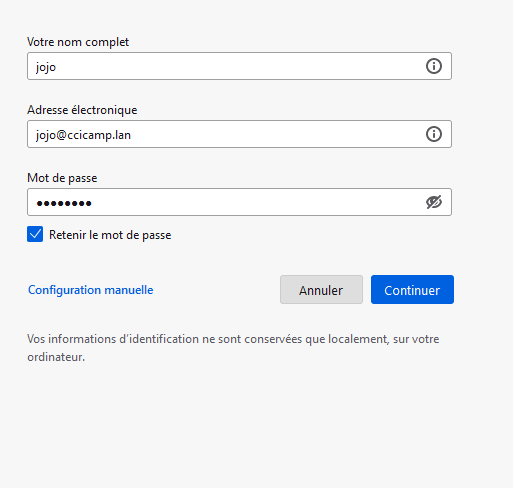 Votre nom complet
jojo
Adresse électronique
jojo@ccicamp.lan
Mot de passe
●●●●●●●●
Retenir le mot de passe
Configuration manuelle
Annuler
Continuer
Vos informations d'identification ne sont conservées que localement, sur votre
ordinateur.